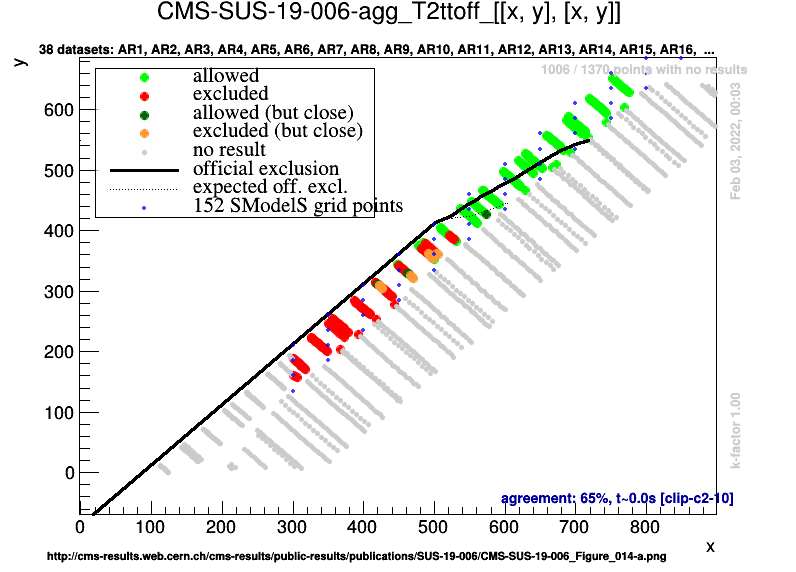 CMS-SUS-19-006-agg_T2ttoff_[[x, y], [x, y]]
38 datasets: AR1, AR2, AR3, AR4, AR5, AR6, AR7, AR8, AR9, AR10, AR11, AR12, AR13, AR14, AR15, AR16, ...
y
1006 / 1370 points with no results
allowed
excluded
allowed (but close)
excluded (but close)
no result
official exclusion
expected off. excl.
152 SModelS grid points
600
500
400
300
200
100
0
Feb 03, 2022, 00:03
k-factor 1.00
agreement: 65%, t~0.0s [clip-c2-10]
0 100 200 300 400 500 600 700 800
x
http://cms-results.web.cern.ch/cms-results/public-results/publications/SUS-19-006/CMS-SUS-19-006_Figure_014-a.png